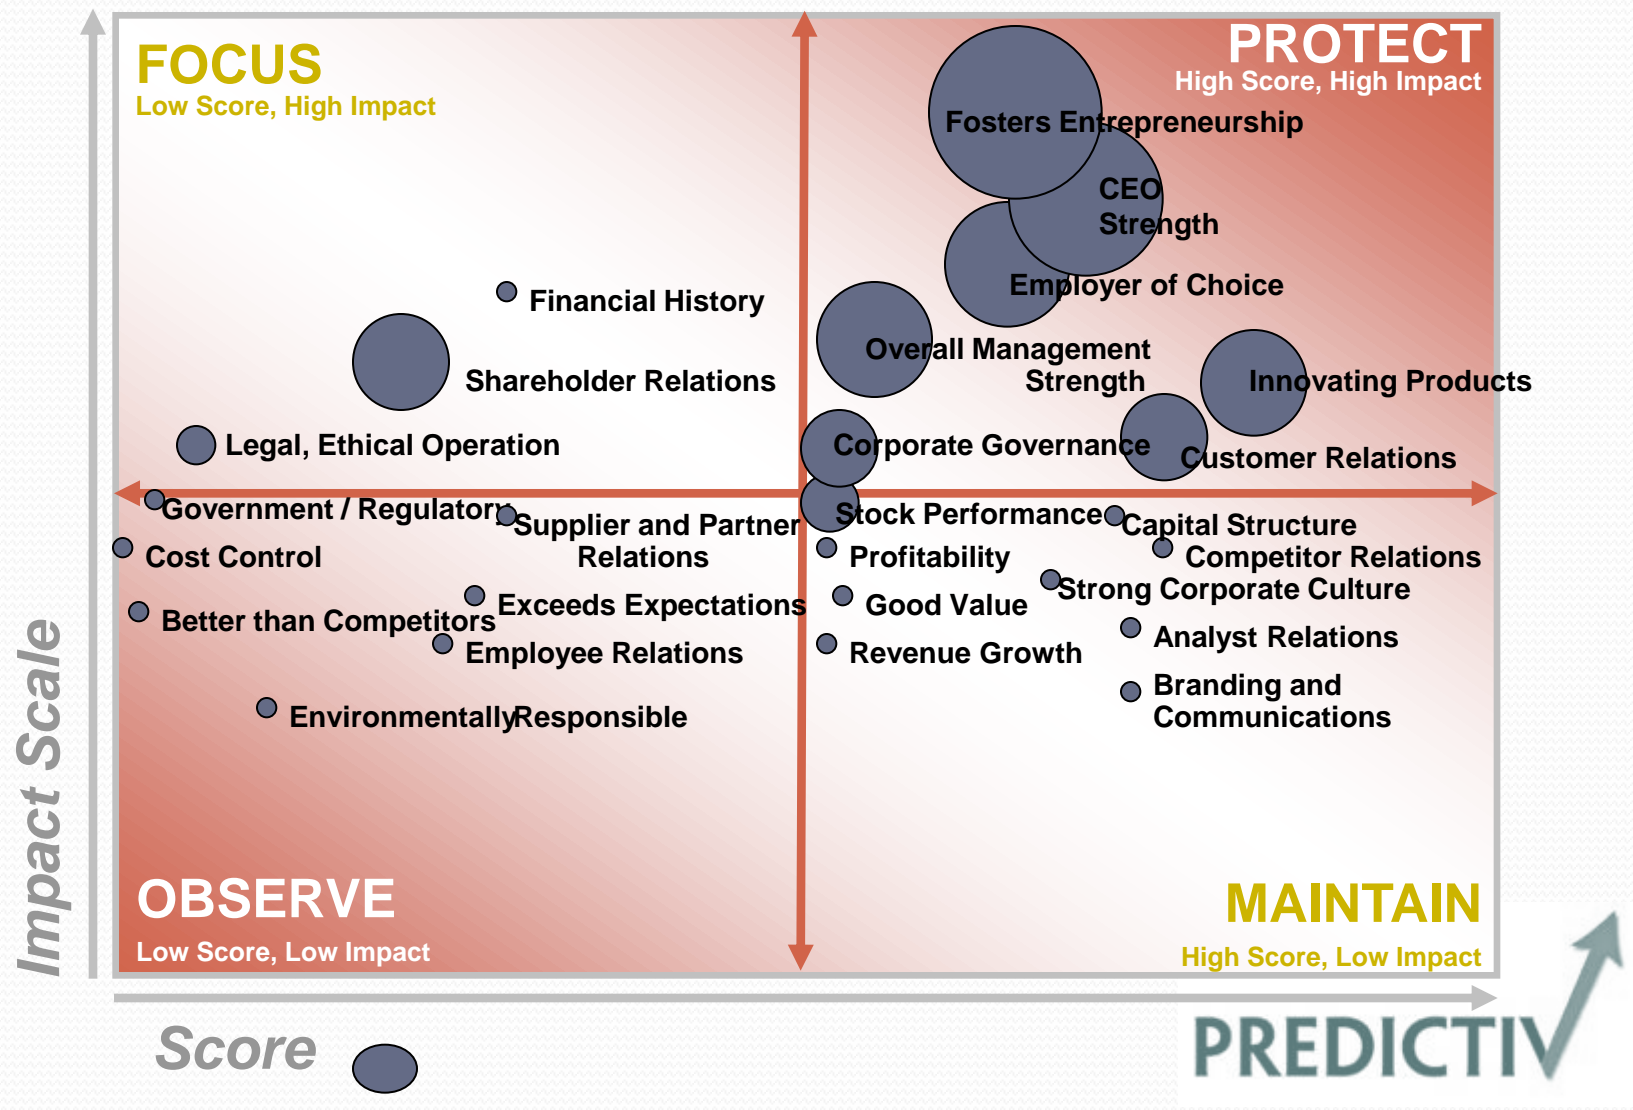 FOCUS
Low Score, High Impact
PROTECT
High Score, High Impact
Fosters Entrepreneurship
CEO
Strength
Employer of Choice
Financial History
Overall Management
Strength
Shareholder Relations
Innovating Products
Legal, Ethical Operation
Corporate Governance
Customer Relations
Government / Regulatory
Supplier and Partner
Relations
Stock Performance
Capital Structure
Cost Control
Profitability
Competitor Relations
Strong Corporate Culture
Exceeds Expectations
Good Value
Better than Competitors
Analyst Relations
Employee Relations
Revenue Growth
Branding and
Communications
Environmentally Responsible
Impact Scale
OBSERVE
Low Score, Low Impact
MAINTAIN
High Score, Low Impact
Score
PREDICTIV